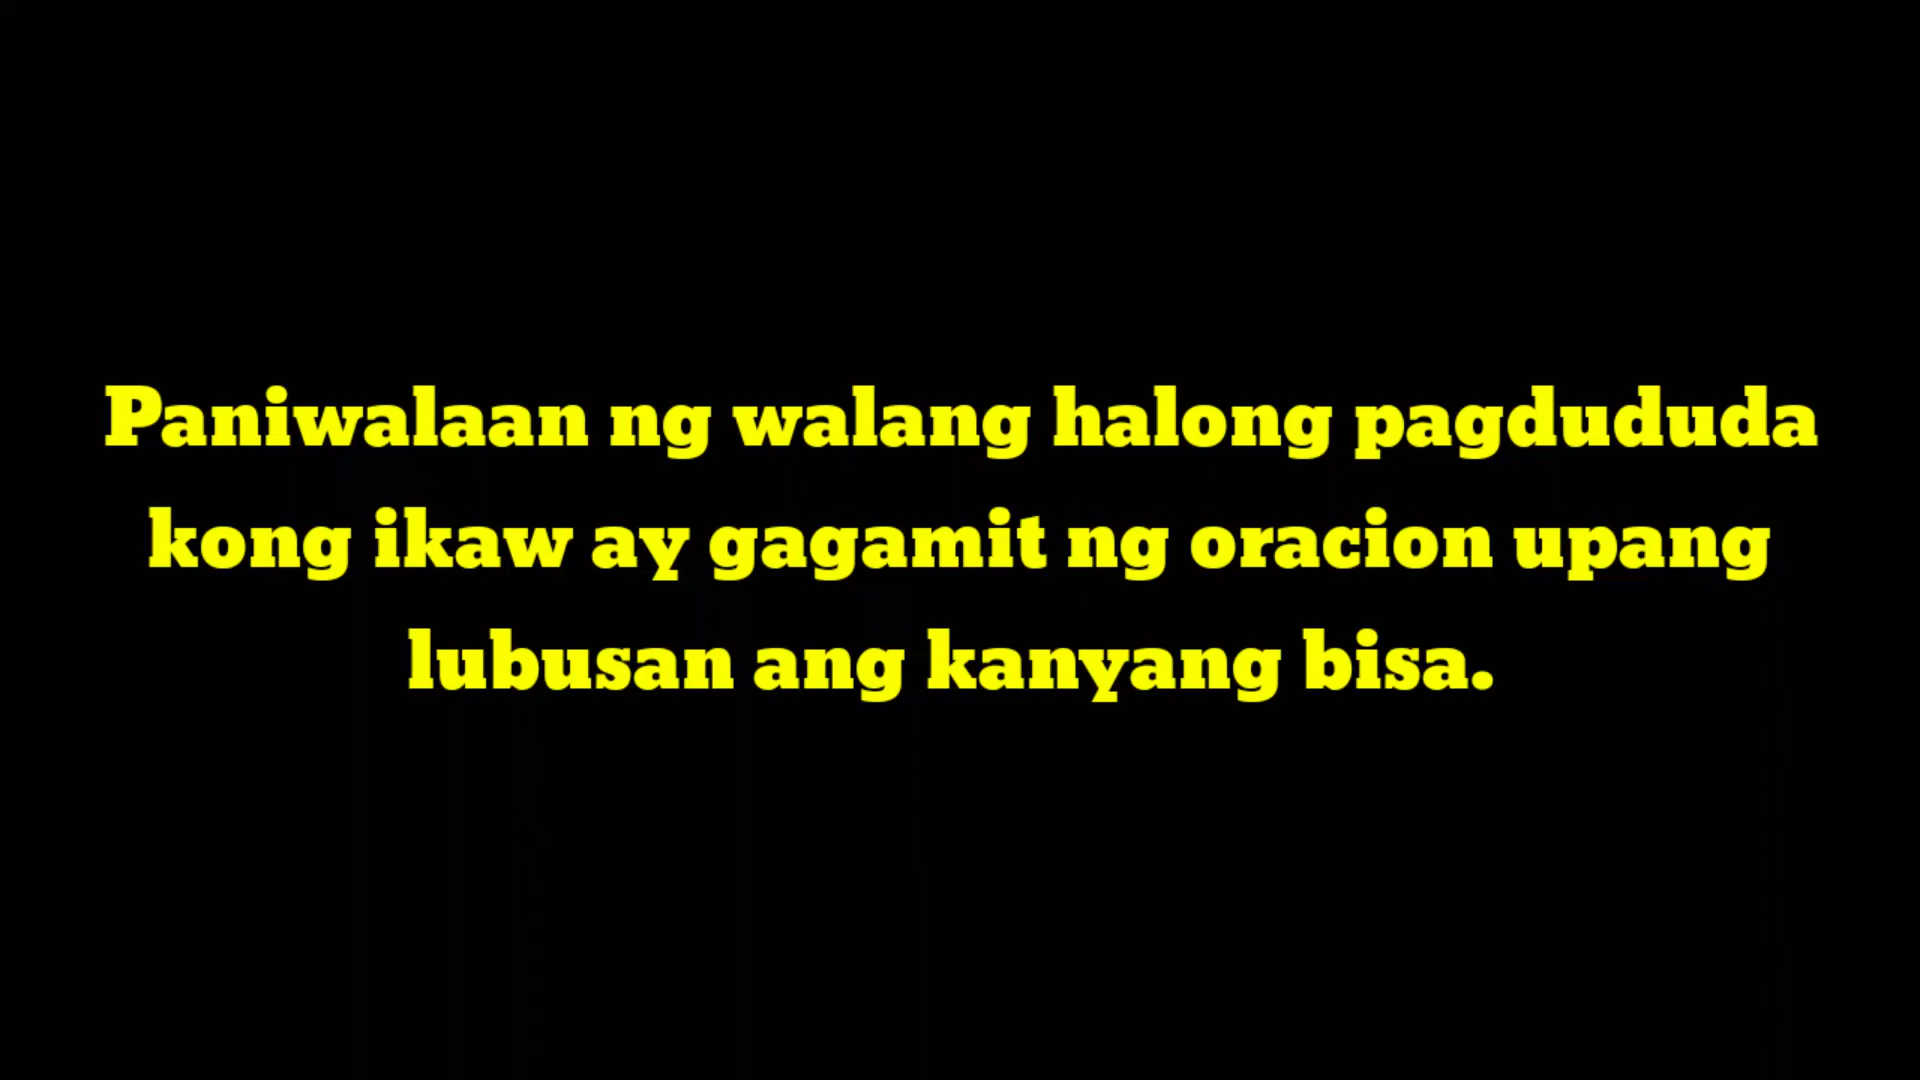 Paniwalaan ng walang halong pagdududa
kong ikaw ay gagamit ng oracion upang
lubusan ang kanyang bisa.